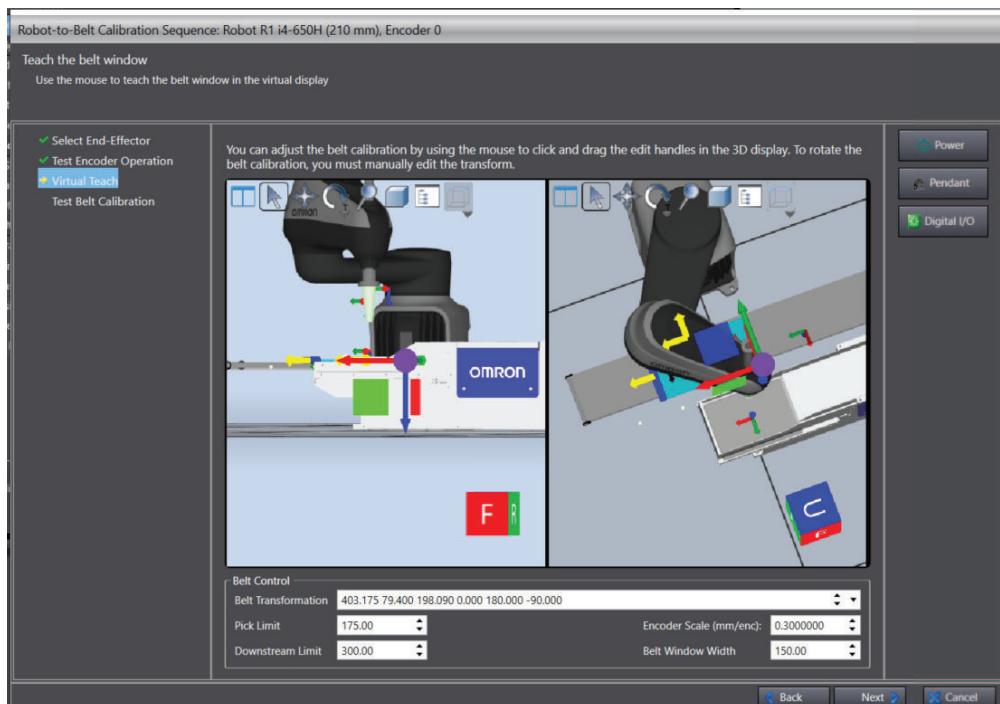 Robot-to-Belt Calibration Sequence: Robot R1 i4-650H (210 mm), Encoder 0
Teach the belt window
Use the mouse to teach the belt window in the virtual display
Select End-Effector
Test Encoder Operation
Virtual Teach
Test Belt Calibration
You can adjust the belt calibration by using the mouse to click and drag the edit handles in the 3D display. To rotate the
belt calibration, you must manually edit the transform.
Power
Pendant
Digital I/O
omron
OMRON
F
R
U
Belt Control
Belt Transformation 403.175 79.400 198.090 0.000 180.000 -90.000
Pick Limit 175.00 Encoder Scale (mm/enc): 0.3000000
Downstream Limit 300.00 Belt Window Width 150.00
Back Next Cancel